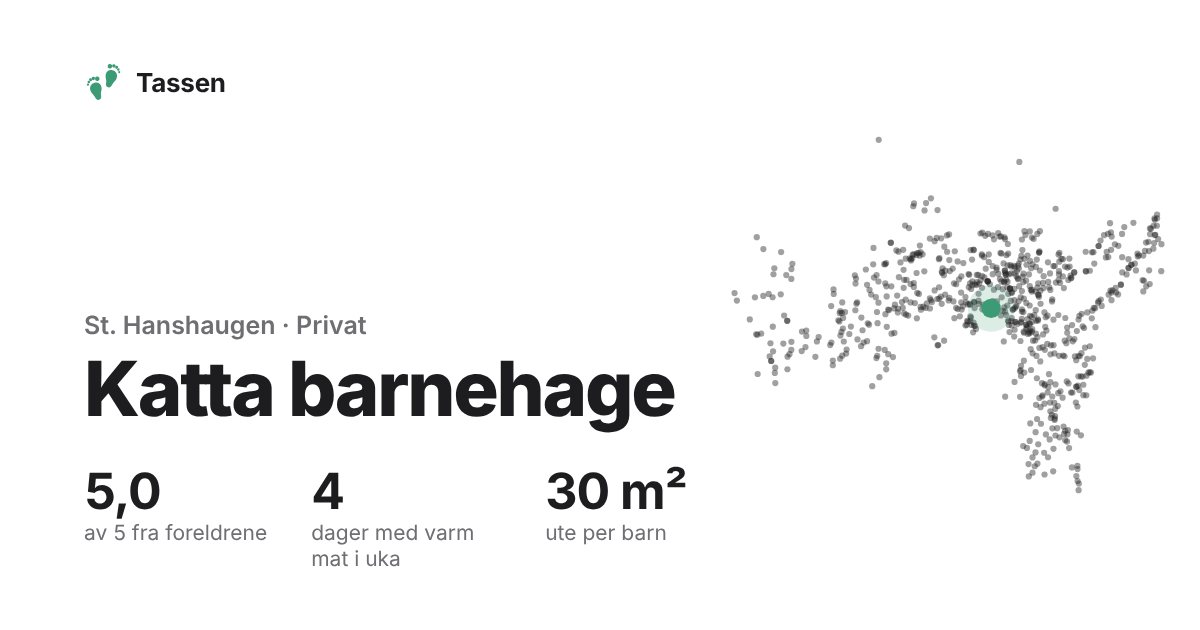 Tassen
St. Hanshaugen · Privat
Katta barnehage
5,0
av 5 fra foreldrene
4
dager med varm
mat i uka
30 m²
ute per barn